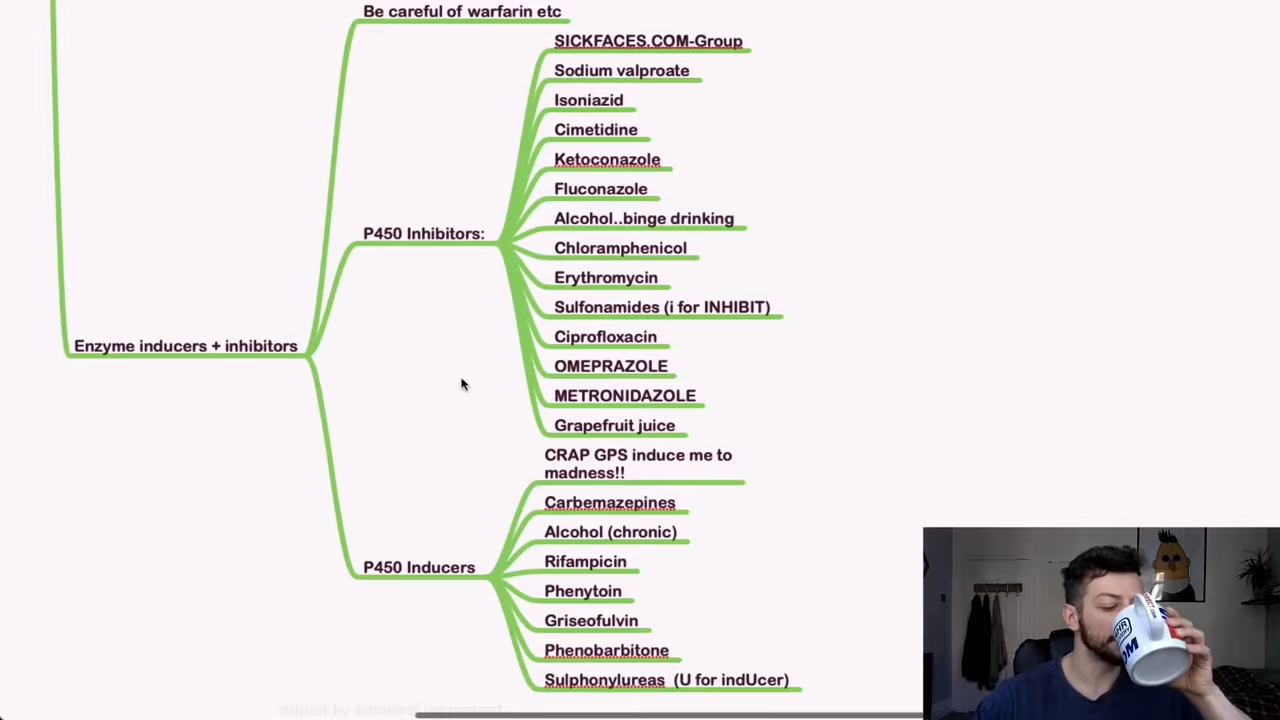 Be careful of warfarin etc
SICKFACES.COM-Group
Sodium valproate
Isoniazid
Cimetidine
Ketoconazole
Fluconazole
Alcohol..binge drinking
P450 Inhibitors:
Chloramphenicol
Erythromycin
Sulfonamides (i for INHIBIT)
Ciprofloxacin
Enzyme inducers + inhibitors
OMEPRAZOLE
METRONIDAZOLE
Grapefruit juice
CRAP GPS induce me to
madness!!
Carbemazepines
Alcohol (chronic)
Rifampicin
P450 Inducers
Phenytoin
Griseofulvin
Phenobarbitone
Sulphonylureas (U for indUcer)